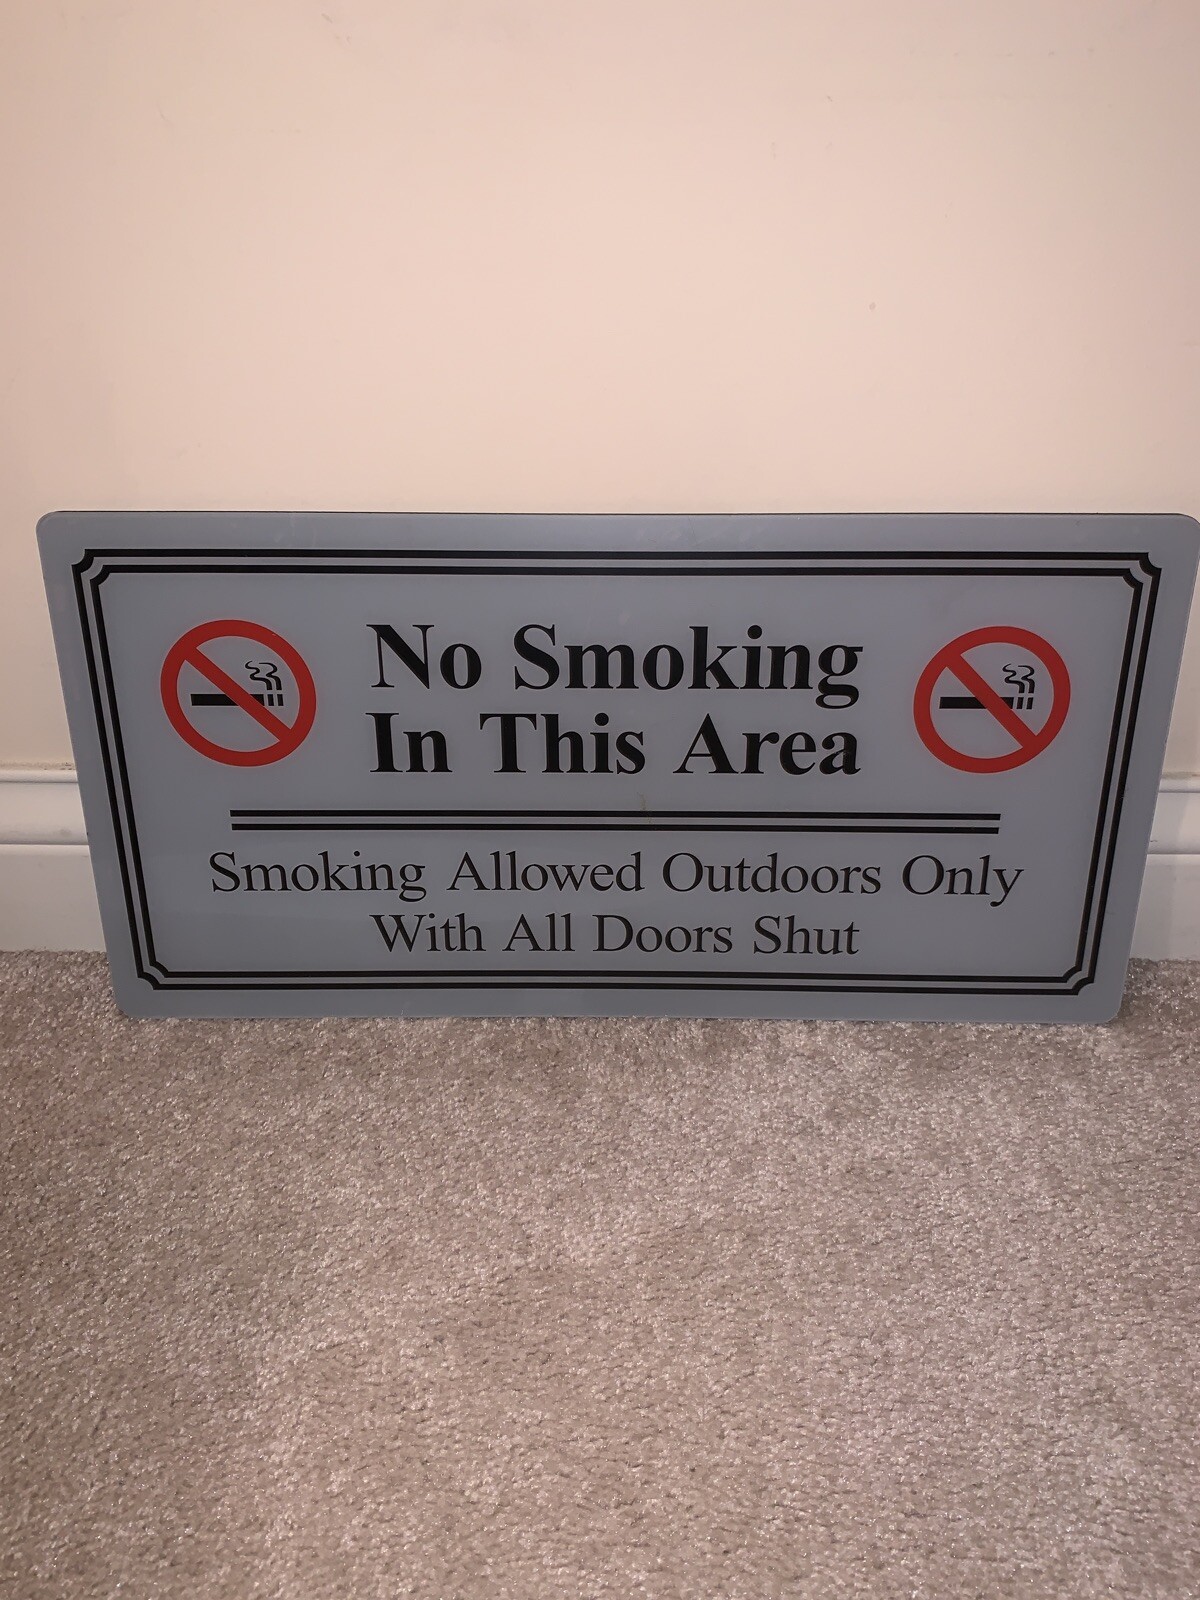 No Smoking
In This Area
Smoking Allowed Outdoors Only
With All Doors Shut